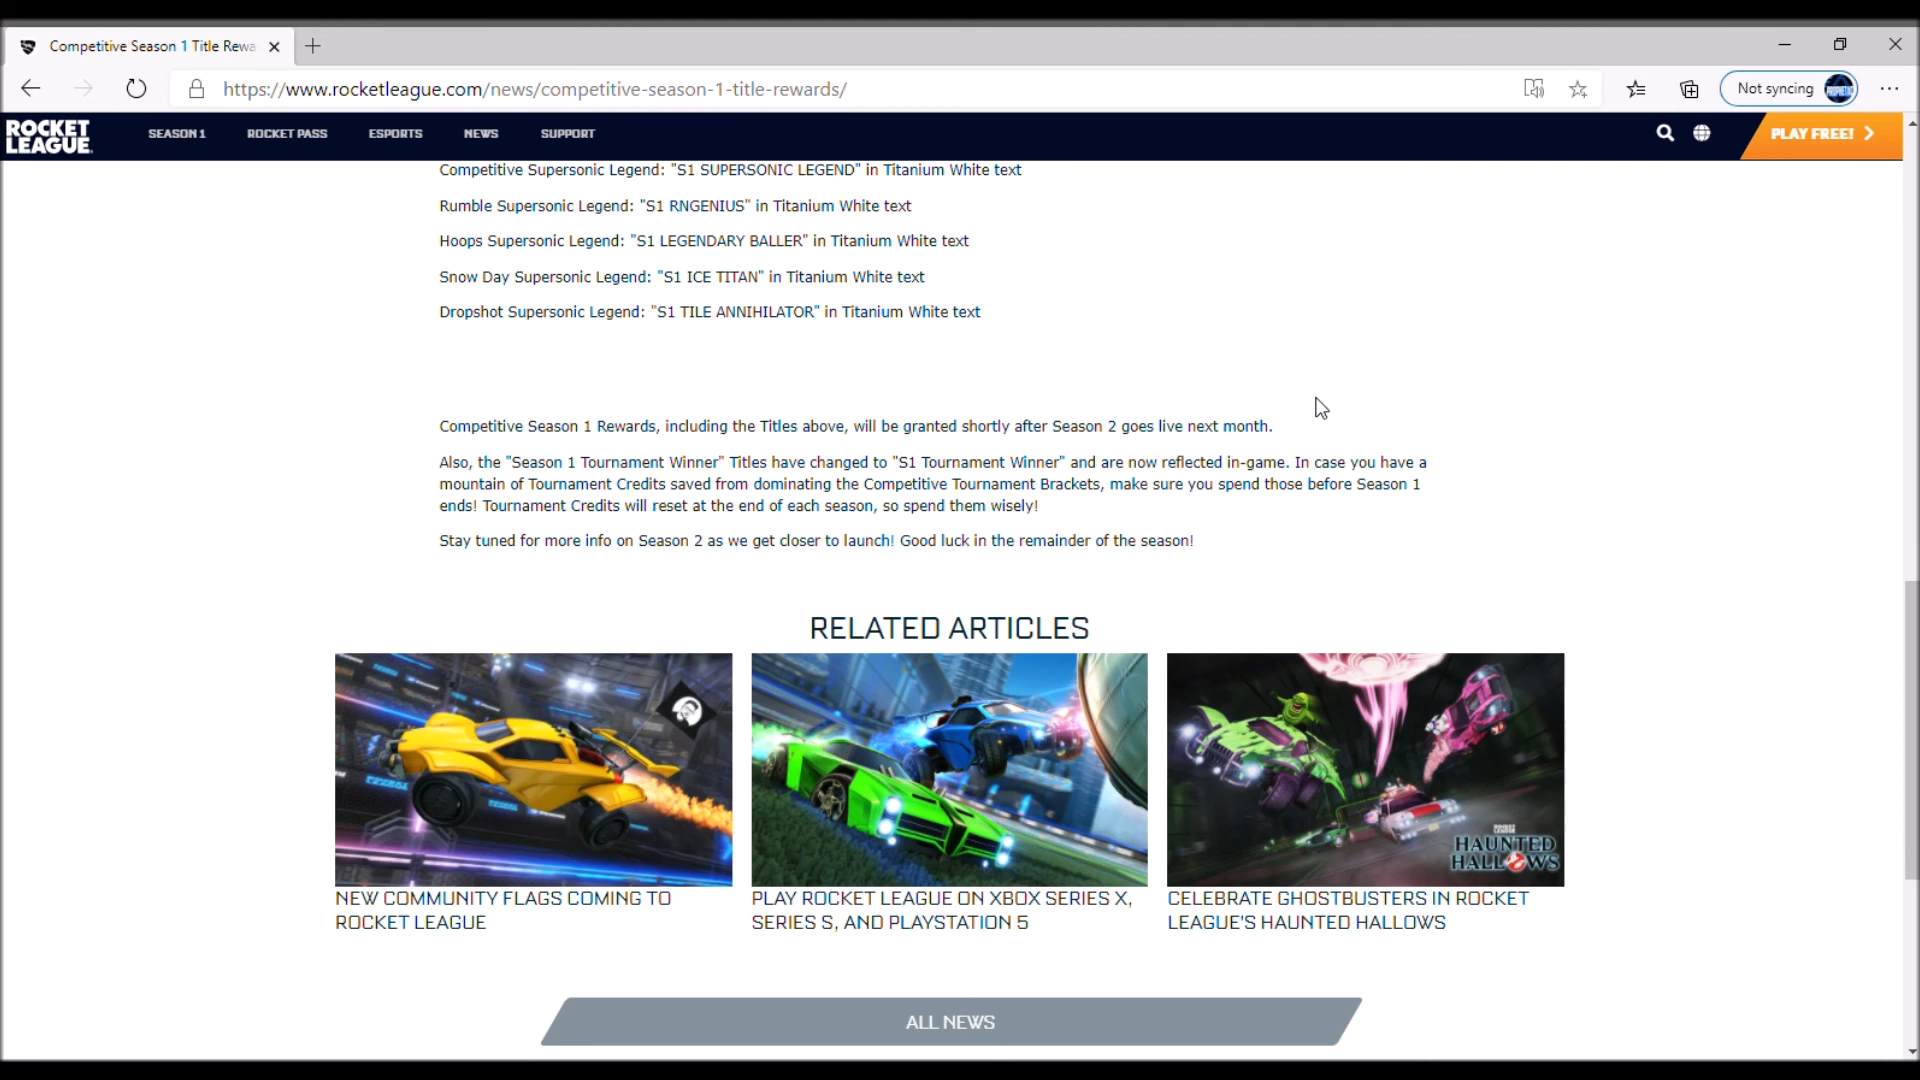 Competitive Season 1 Title Rewa
https://www.rocketleague.com/news/competitive-season-1-title-rewards/
Not syncing
ROCKET
LEAGUE
SEASON 1
ROCKET PASS
ESPORTS
NEWS
SUPPORT
PLAY FREE!
Competitive Supersonic Legend: "S1 SUPERSONIC LEGEND" in Titanium White text
Rumble Supersonic Legend: "S1 RNGENIUS" in Titanium White text
Hoops Supersonic Legend: "S1 LEGENDARY BALLER" in Titanium White text
Snow Day Supersonic Legend: "S1 ICE TITAN" in Titanium White text
Dropshot Supersonic Legend: "S1 TILE ANNIHILATOR" in Titanium White text
Competitive Season 1 Rewards, including the Titles above, will be granted shortly after Season 2 goes live next month.
Also, the "Season 1 Tournament Winner" Titles have changed to "S1 Tournament Winner" and are now reflected in-game. In case you have a
mountain of Tournament Credits saved from dominating the Competitive Tournament Brackets, make sure you spend those before Season 1
ends! Tournament Credits will reset at the end of each season, so spend them wisely!
Stay tuned for more info on Season 2 as we get closer to launch! Good luck in the remainder of the season!
RELATED ARTICLES
ROCKET
LEAGUE
HAUNTED
HALLOWS
NEW COMMUNITY FLAGS COMING TO
ROCKET LEAGUE
PLAY ROCKET LEAGUE ON XBOX SERIES X,
SERIES S, AND PLAYSTATION 5
CELEBRATE GHOSTBUSTERS IN ROCKET
LEAGUE'S HAUNTED HALLOWS
ALL NEWS